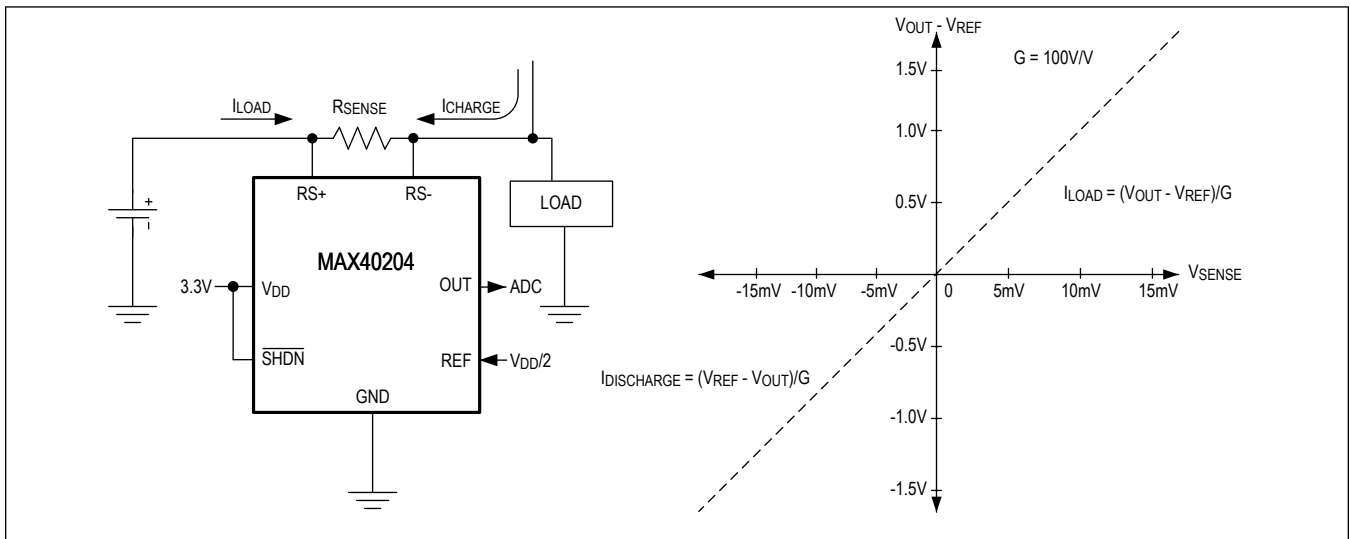 ILOAD
RSENSE
ICHARGE
RS+
RS-
LOAD
+
-
MAX40204
3.3V
VDD
OUT
ADC
SHDN
REF
VDD/2
GND
VOUT - VREF
G = 100V/V
1.5V
1.0V
0.5V
ILOAD = (VOUT - VREF)/G
VSENSE
-15mV -10mV -5mV 0 5mV 10mV 15mV
-0.5V
IDISCHARGE = (VREF - VOUT)/G
-1.0V
-1.5V